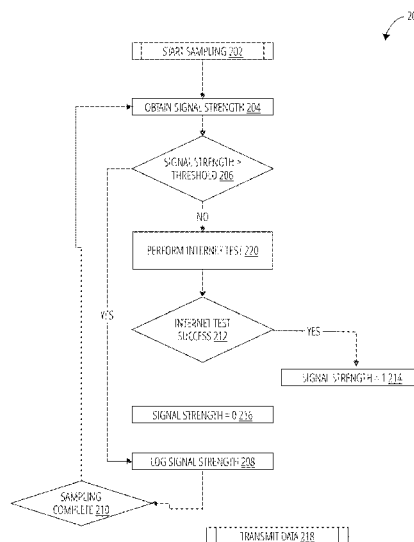 20
START SAMPLING 202
OBTAIN SIGNAL STRENGTH 204
SIGNAL STRENGTH >
THRESHOLD 206
NO
PERFORM INTERNET TEST 220
YES
INTERNET TEST
SUCCESS 212
YES
SIGNAL STRENGTH = 1 214
SIGNAL STRENGTH = 0 216
LOG SIGNAL STRENGTH 208
SAMPLING
COMPLETE 210
TRANSMIT DATA 218